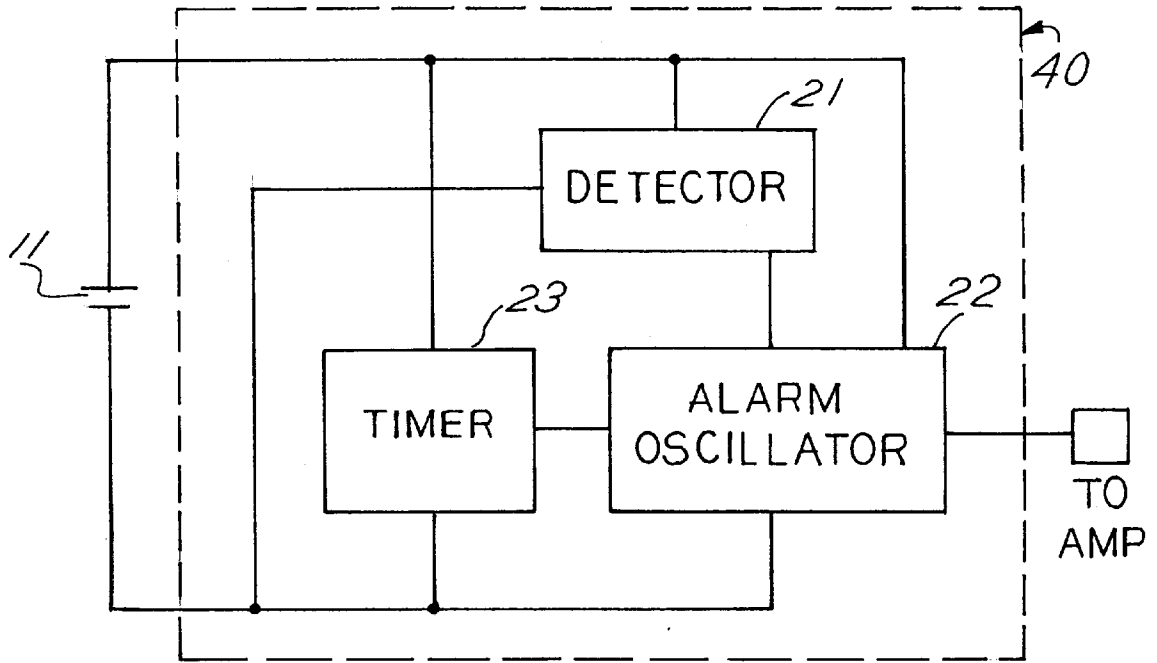 40
21
DETECTOR
11
23
22
TIMER
ALARM
OSCILLATOR
TO
AMP